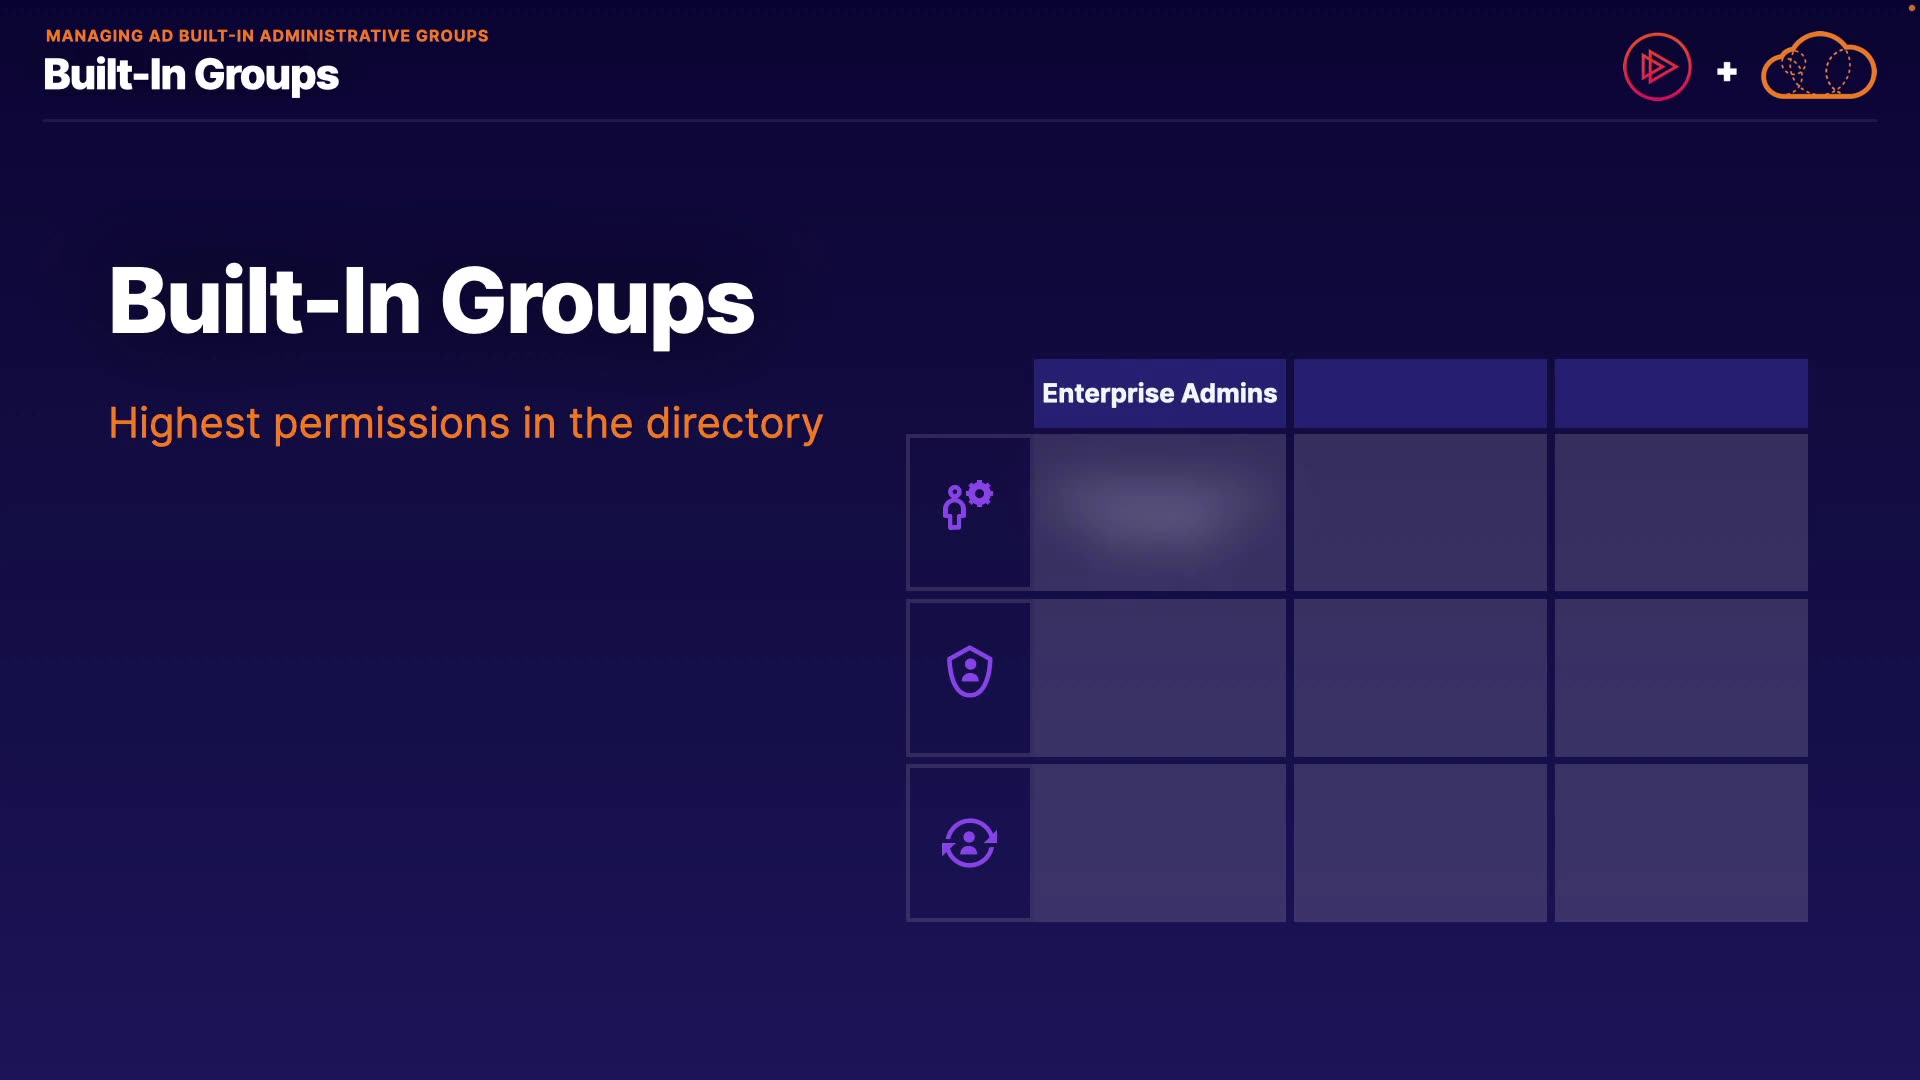 MANAGING AD BUILT-IN ADMINISTRATIVE GROUPS
Built-In Groups
Built-In Groups
Highest permissions in the directory
Enterprise Admins